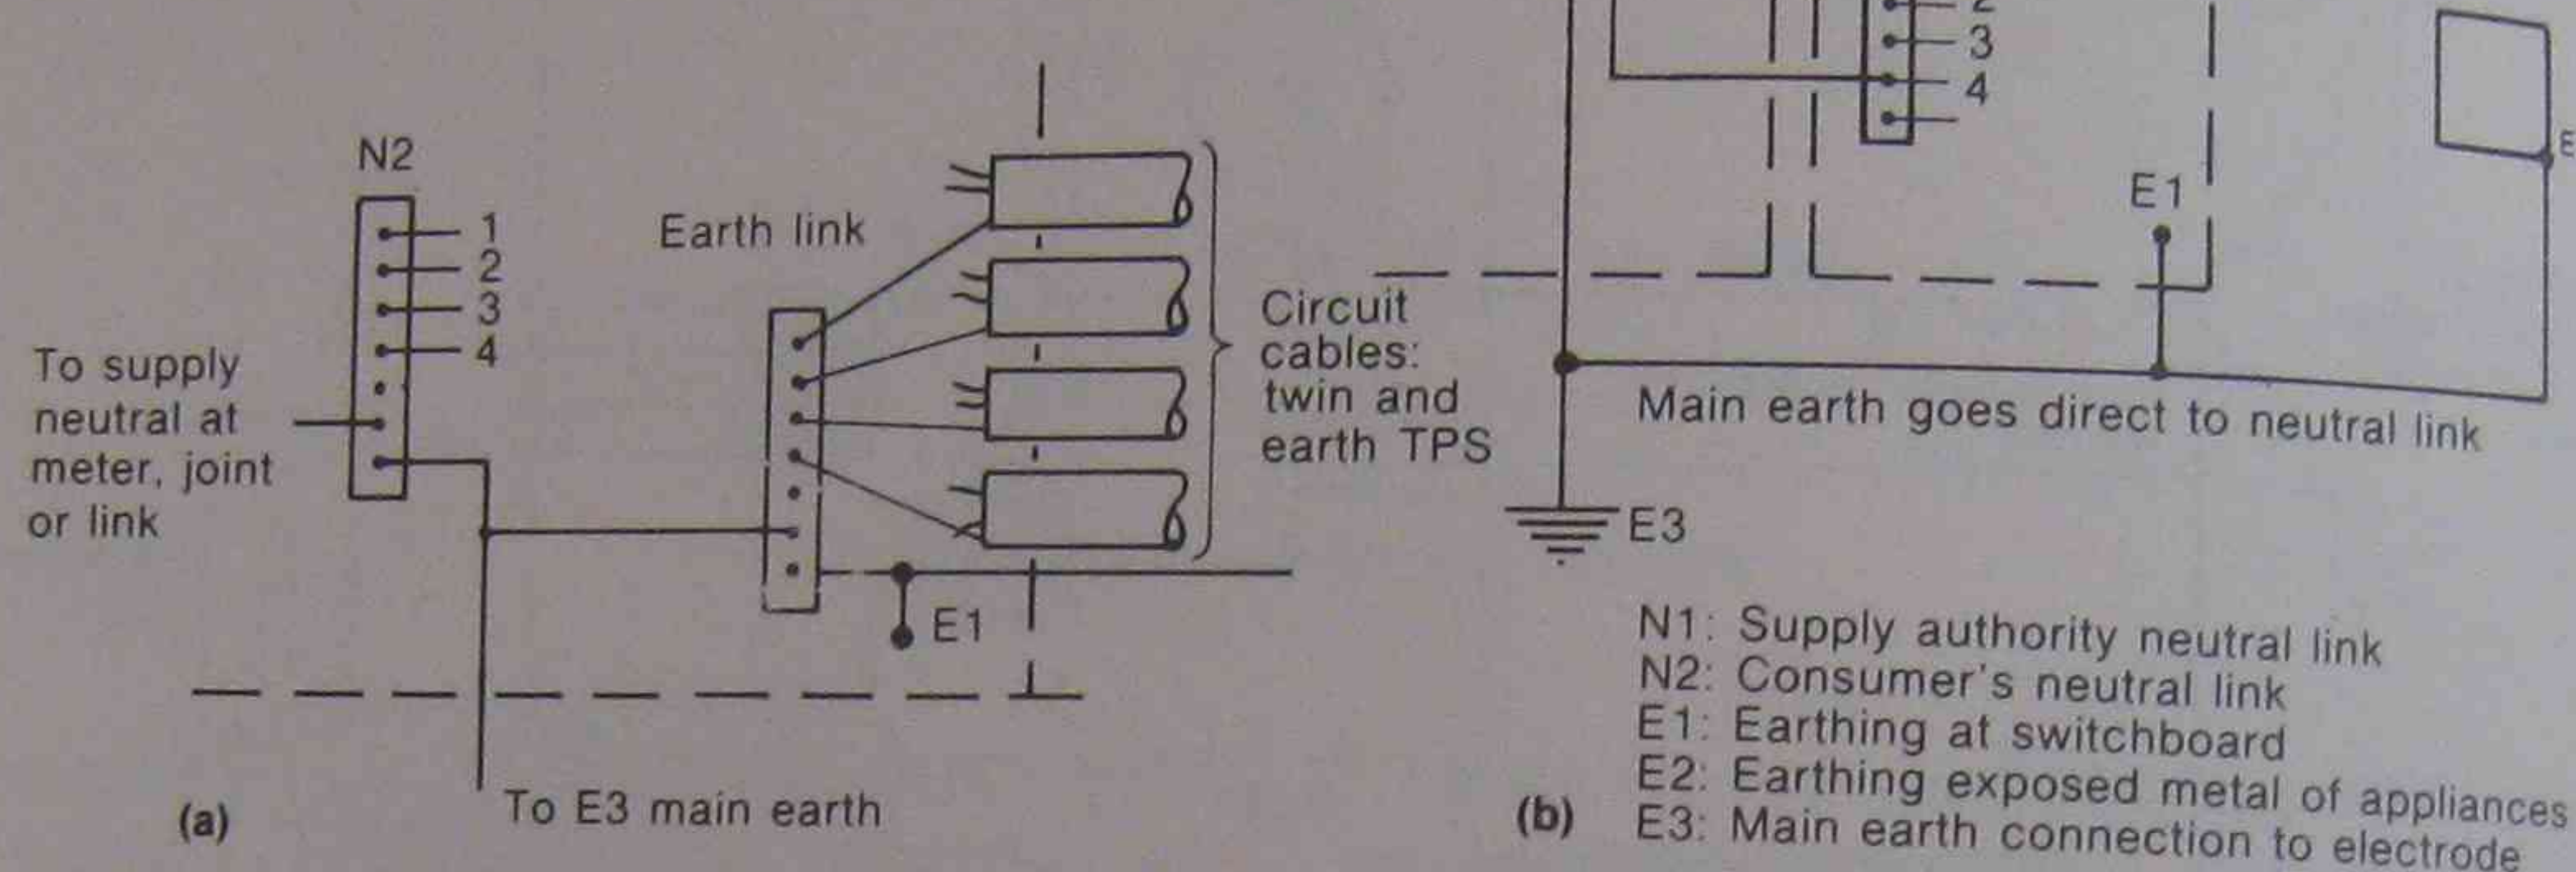 N2
1
2
3
4
To supply
neutral at
meter, joint
or link
Earth link
Circuit
cables:
twin and
earth TPS
E1
To E3 main earth
(a)
3
4
E1
Main earth goes direct to neutral link
E3
N1: Supply authority neutral link
N2: Consumer's neutral link
E1: Earthing at switchboard
E2: Earthing exposed metal of appliances
E3: Main earth connection to electrode
(b)